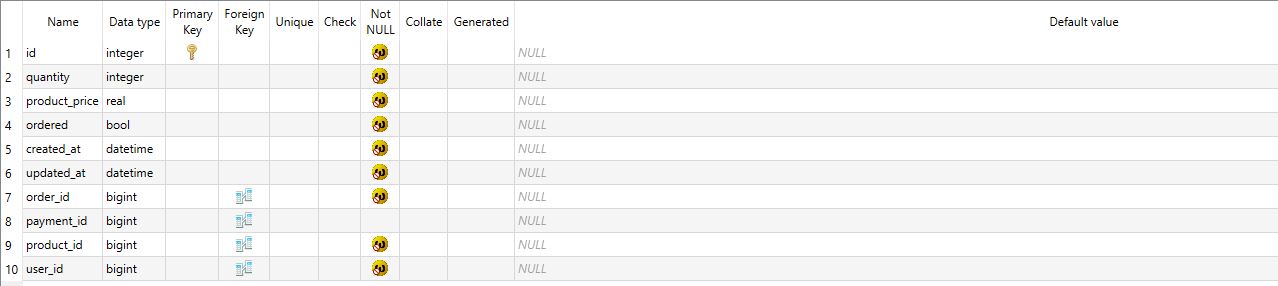 Name Data type Primary Key Foreign Key Unique Check Not NULL Collate Generated Default value
1 id integer NULL
2 quantity integer NULL
3 product_price real NULL
4 ordered bool NULL
5 created_at datetime NULL
6 updated_at datetime NULL
7 order_id bigint NULL
8 payment_id bigint NULL
9 product_id bigint NULL
10 user_id bigint NULL